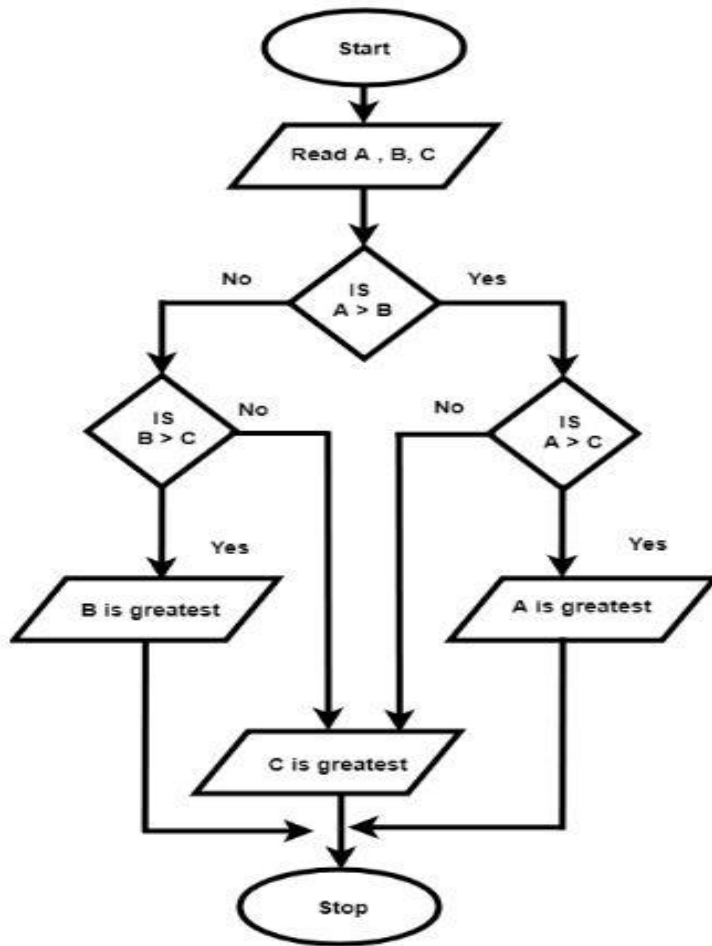 Start
Read A , B, C
No
Yes
IS
A > B
IS
B > C
No
No
IS
A > C
Yes
Yes
B is greatest
A is greatest
C is greatest
Stop